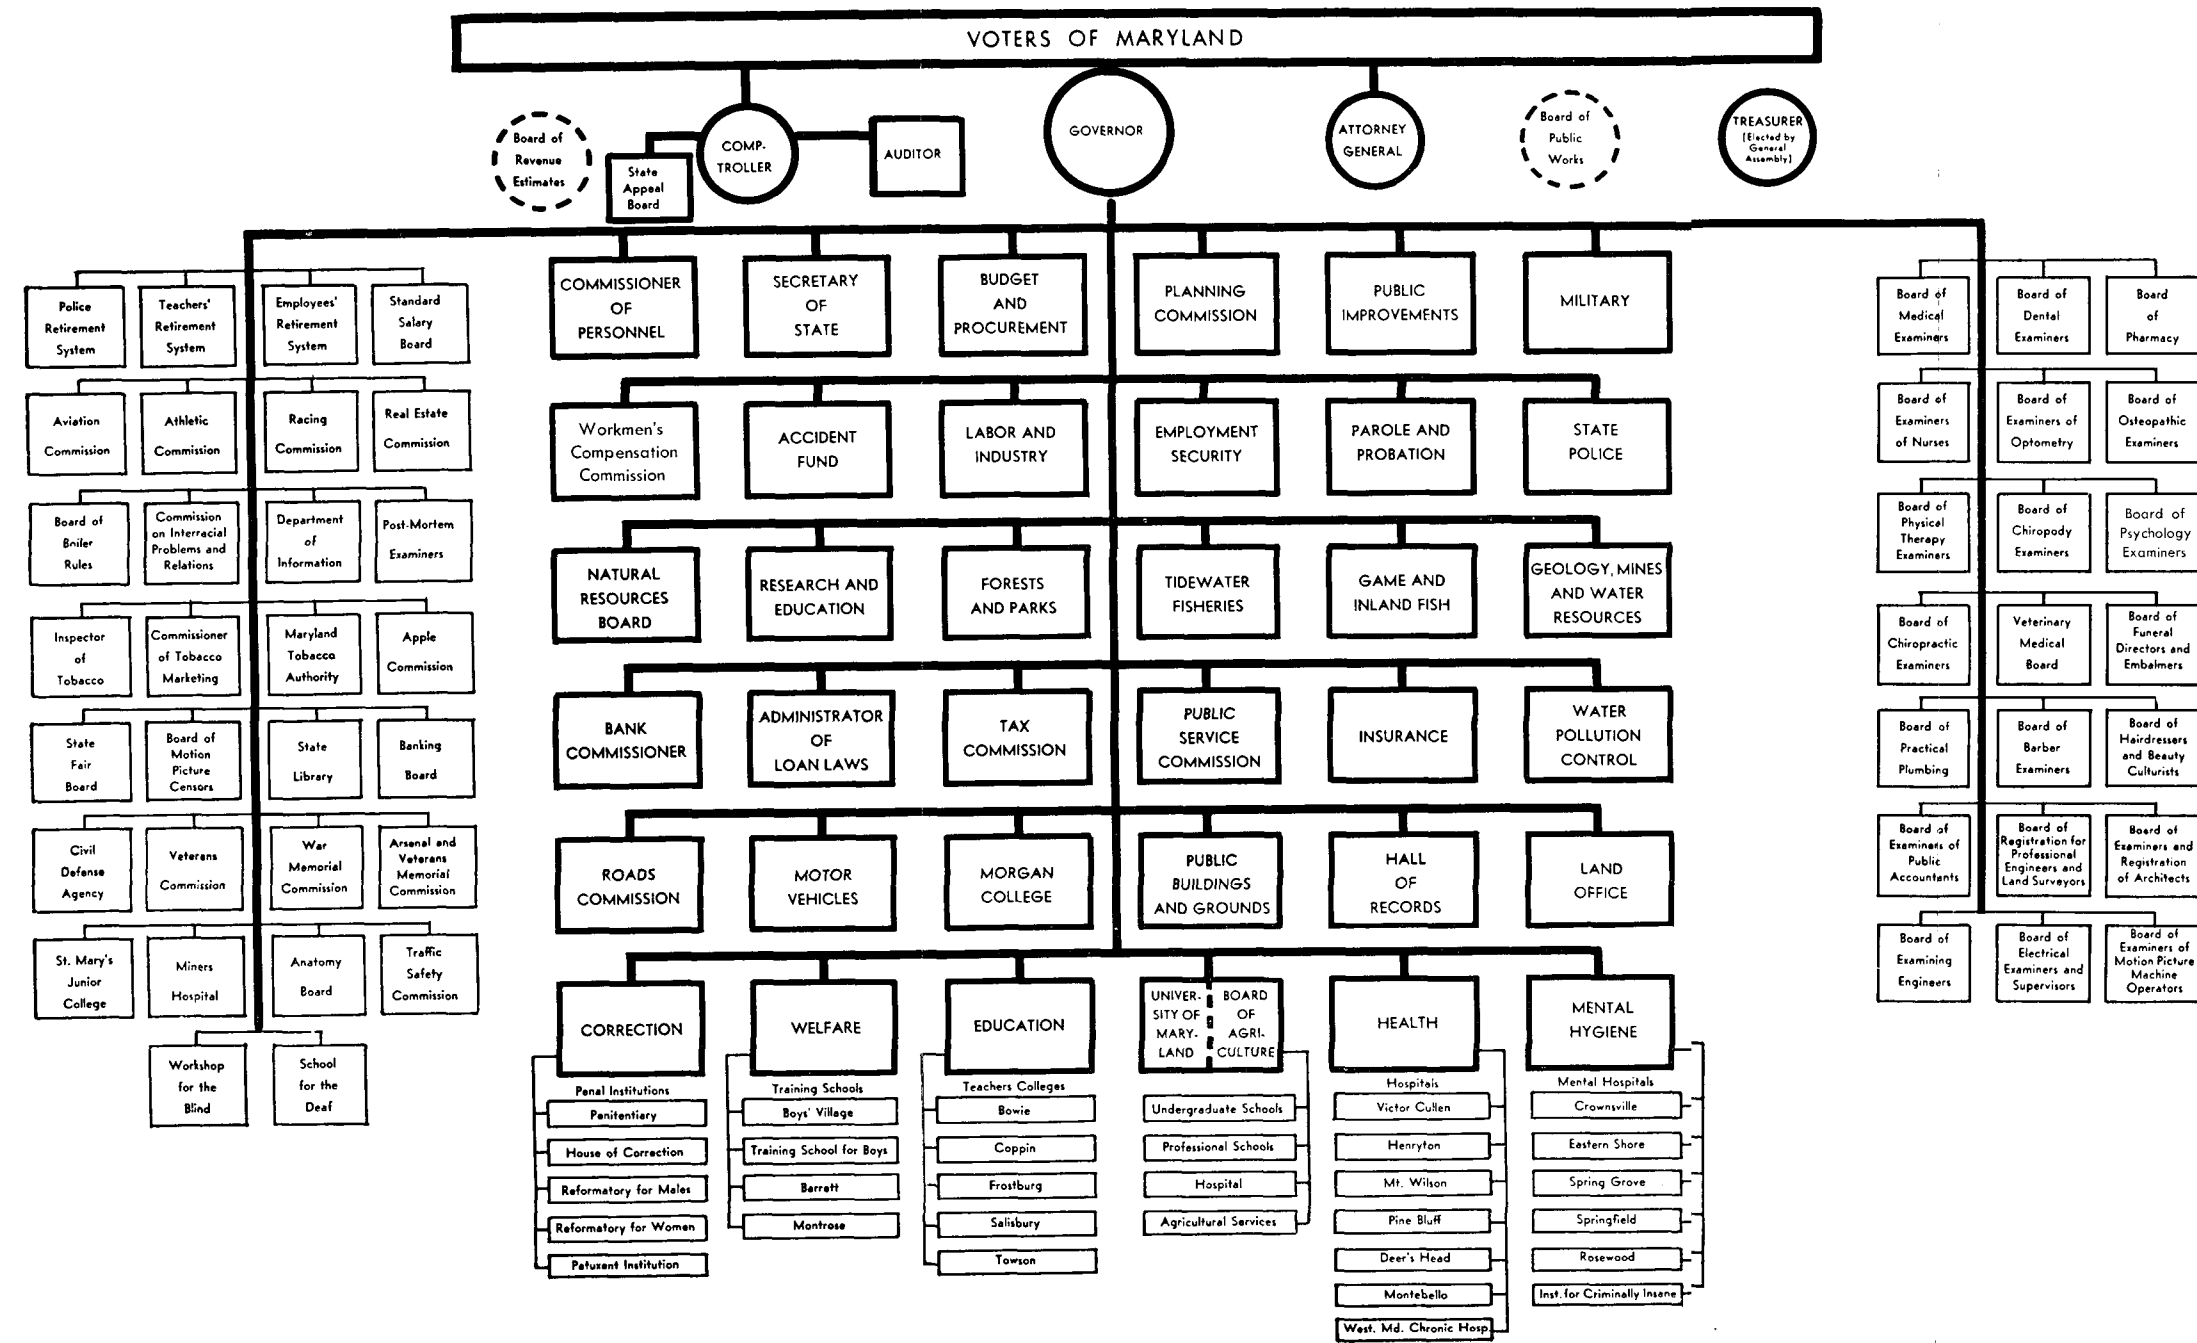 VOTERS OF MARYLAND
Board of
Revenue
Estimates
State
Appeal
Board
COMP-
TROLLER
AUDITOR
GOVERNOR
ATTORNEY
GENERAL
Board of
Public
Works
TREASURER
(Elected by
General
Assembly)
COMMISSIONER
OF
PERSONNEL
SECRETARY
OF
STATE
BUDGET
AND
PROCUREMENT
PLANNING
COMMISSION
PUBLIC
IMPROVEMENTS
MILITARY
Workmen's
Compensation
Commission
ACCIDENT
FUND
LABOR AND
INDUSTRY
EMPLOYMENT
SECURITY
PAROLE AND
PROBATION
STATE
POLICE
NATURAL
RESOURCES
BOARD
RESEARCH AND
EDUCATION
FORESTS
AND PARKS
TIDEWATER
FISHERIES
GAME AND
INLAND FISH
GEOLOGY, MINES
AND WATER
RESOURCES
BANK
COMMISSIONER
ADMINISTRATOR
OF
LOAN LAWS
TAX
COMMISSION
PUBLIC
SERVICE
COMMISSION
INSURANCE
WATER
POLLUTION
CONTROL
ROADS
COMMISSION
MOTOR
VEHICLES
MORGAN
COLLEGE
PUBLIC
BUILDINGS
AND GROUNDS
HALL
OF
RECORDS
LAND
OFFICE
CORRECTION
WELFARE
EDUCATION
UNIVER-
SITY OF
MARY-
LAND
BOARD
OF
AGRI-
CULTURE
HEALTH
MENTAL
HYGIENE
Police
Retirement
System
Teachers'
Retirement
System
Employees'
Retirement
System
Standard
Salary
Board
Aviation
Commission
Athletic
Commission
Racing
Commission
Real Estate
Commission
Board of
Boiler
Rules
Commission
on Interracial
Problems and
Relations
Department
of
Information
Post-Mortem
Examiners
Inspector
of
Tobacco
Commissioner
of Tobacco
Marketing
Maryland
Tobacco
Authority
Apple
Commission
State
Fair
Board
Board of
Motion
Picture
Censors
State
Library
Banking
Board
Civil
Defense
Agency
Veterans
Commission
War
Memorial
Commission
Arsenal and
Veterans
Memorial
Commission
St. Mary's
Junior
College
Miners
Hospital
Anatomy
Board
Traffic
Safety
Commission
Workshop
for the
Blind
School
for the
Deaf
Board of
Medical
Examiners
Board of
Dental
Examiners
Board
of
Pharmacy
Board of
Examiners
of Nurses
Board of
Examiners of
Optometry
Board of
Osteopathic
Examiners
Board of
Physical
Therapy
Examiners
Board of
Chiropody
Examiners
Board of
Psychology
Examiners
Board of
Chiropractic
Examiners
Veterinary
Medical
Board
Board of
Funeral
Directors and
Embalmers
Board of
Practical
Plumbing
Board of
Barber
Examiners
Board of
Hairdressers
and Beauty
Culturists
Board of
Examiners of
Public
Accountants
Board of
Registration for
Professional
Engineers and
Land Surveyors
Board of
Examiners and
Registration
of Architects
Board of
Examining
Engineers
Board of
Electrical
Examiners and
Supervisors
Board of
Examiners of
Motion Picture
Machine
Operators
Penal Institutions
Penitentiary
House of Correction
Reformatory for Males
Reformatory for Women
Patuxent Institution
Training Schools
Boys' Village
Training School for Boys
Barrett
Montrose
Teachers Colleges
Bowie
Coppin
Frostburg
Salisbury
Towson
Undergraduate Schools
Professional Schools
Hospital
Agricultural Services
Hospitals
Victor Cullen
Henryton
Mt. Wilson
Pine Bluff
Deer's Head
Montebello
West. Md. Chronic Hosp.
Mental Hospitals
Crownsville
Eastern Shore
Spring Grove
Springfield
Rosewood
Inst. for Criminally Insane